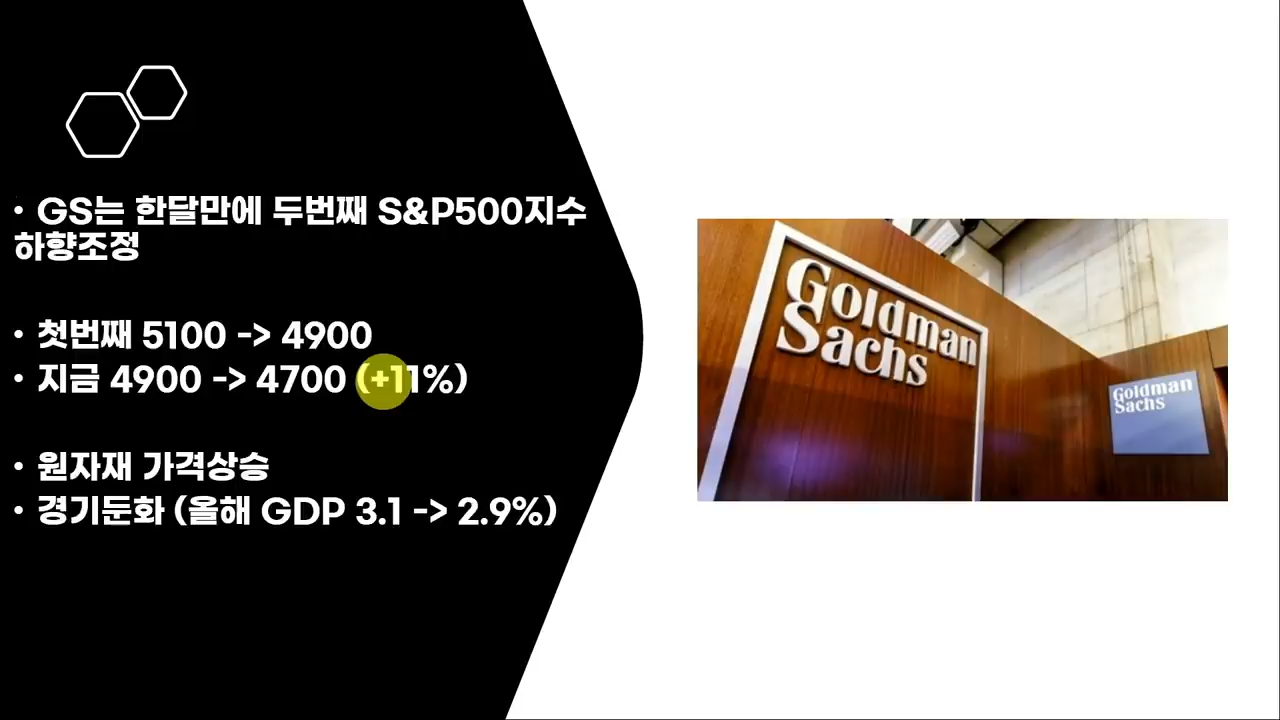 • GS는 한달만에 두번째 S&P500지수
하향조정
• 첫번째 5100 -> 4900
• 지금 4900 -> 4700 (+11%)
• 원자재 가격상승
• 경기둔화 (올해 GDP 3.1 -> 2.9%)
Goldman
Sachs
Goldman
Sachs